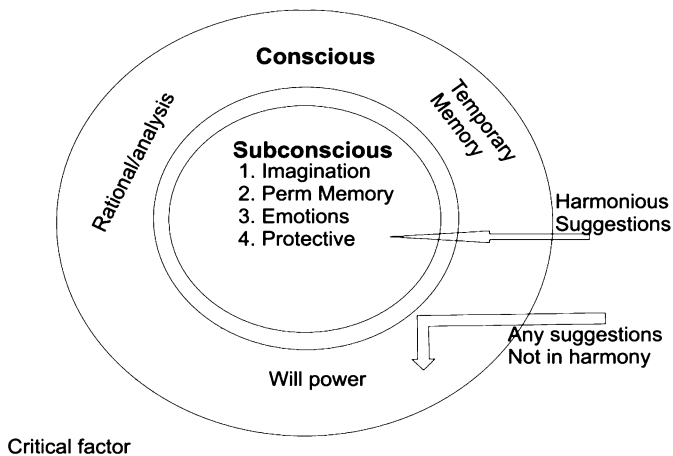 Conscious
Rational/analysis
Temporary
Memory
Subconscious
1. Imagination
2. Perm Memory
3. Emotions
4. Protective
Harmonious
Suggestions
Any suggestions
Not in harmony
Will power
Critical factor